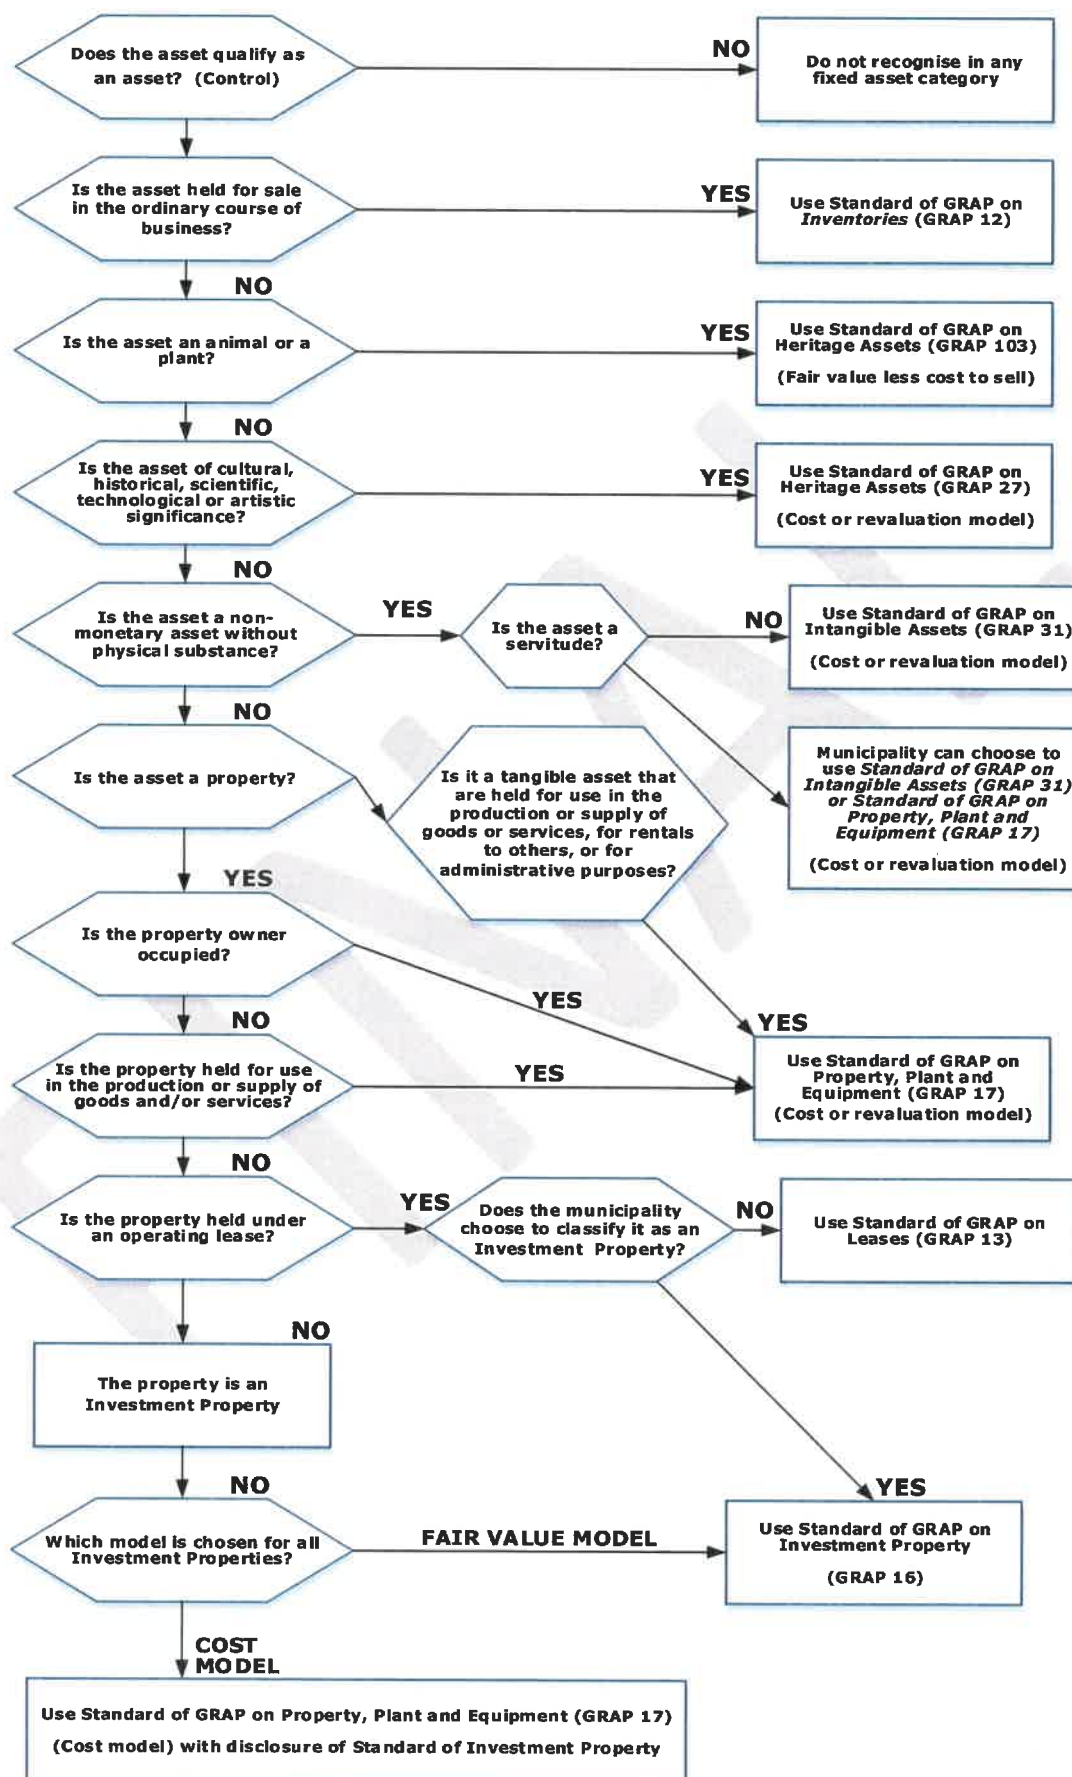 Does the asset qualify as
an asset? (Control)
NO
Do not recognise in any
fixed asset category
Is the asset held for sale
in the ordinary course of
business?
YES
Use Standard of GRAP on
Inventories (GRAP 12)
NO
Is the asset an animal or a
plant?
YES
Use Standard of GRAP on
Heritage Assets (GRAP 103)
(Fair value less cost to sell)
NO
Is the asset of cultural,
historical, scientific,
technological or artistic
significance?
YES
Use Standard of GRAP on
Heritage Assets (GRAP 27)
(Cost or revaluation model)
NO
Is the asset a non-
monetary asset without
physical substance?
YES
Is the asset a
servitude?
NO
Use Standard of GRAP on
Intangible Assets (GRAP 31)
(Cost or revaluation model)
NO
Municipality can choose to
use Standard of GRAP on
Intangible Assets (GRAP 31)
or Standard of GRAP on
Property, Plant and
Equipment (GRAP 17)
(Cost or revaluation model)
Is the asset a property?
Is it a tangible asset that
are held for use in the
production or supply of
goods or services, for rentals
to others, or for
administrative purposes?
YES
Is the property owner
occupied?
YES
YES
NO
Use Standard of GRAP on
Property, Plant and
Equipment (GRAP 17)
(Cost or revaluation model)
Is the property held for use
in the production or supply of
goods and/or services?
YES
NO
Is the property held under
an operating lease?
YES
Does the municipality
choose to classify it as an
Investment Property?
NO
Use Standard of GRAP on
Leases (GRAP 13)
NO
The property is an
Investment Property
NO
YES
Which model is chosen for all
Investment Properties?
FAIR VALUE MODEL
Use Standard of GRAP on
Investment Property
(GRAP 16)
COST
MODEL
Use Standard of GRAP on Property, Plant and Equipment (GRAP 17)
(Cost model) with disclosure of Standard of Investment Property